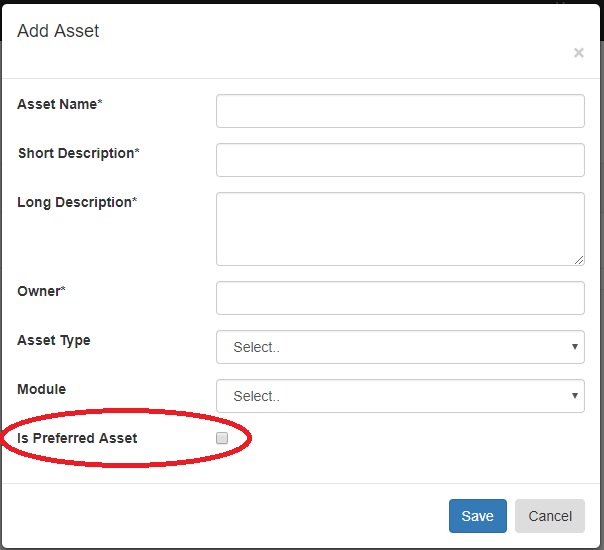 Add Asset
×
Asset Name*
Short Description*
Long Description*
Owner*
Asset Type
Select..
Module
Select..
Is Preferred Asset
Save
Cancel